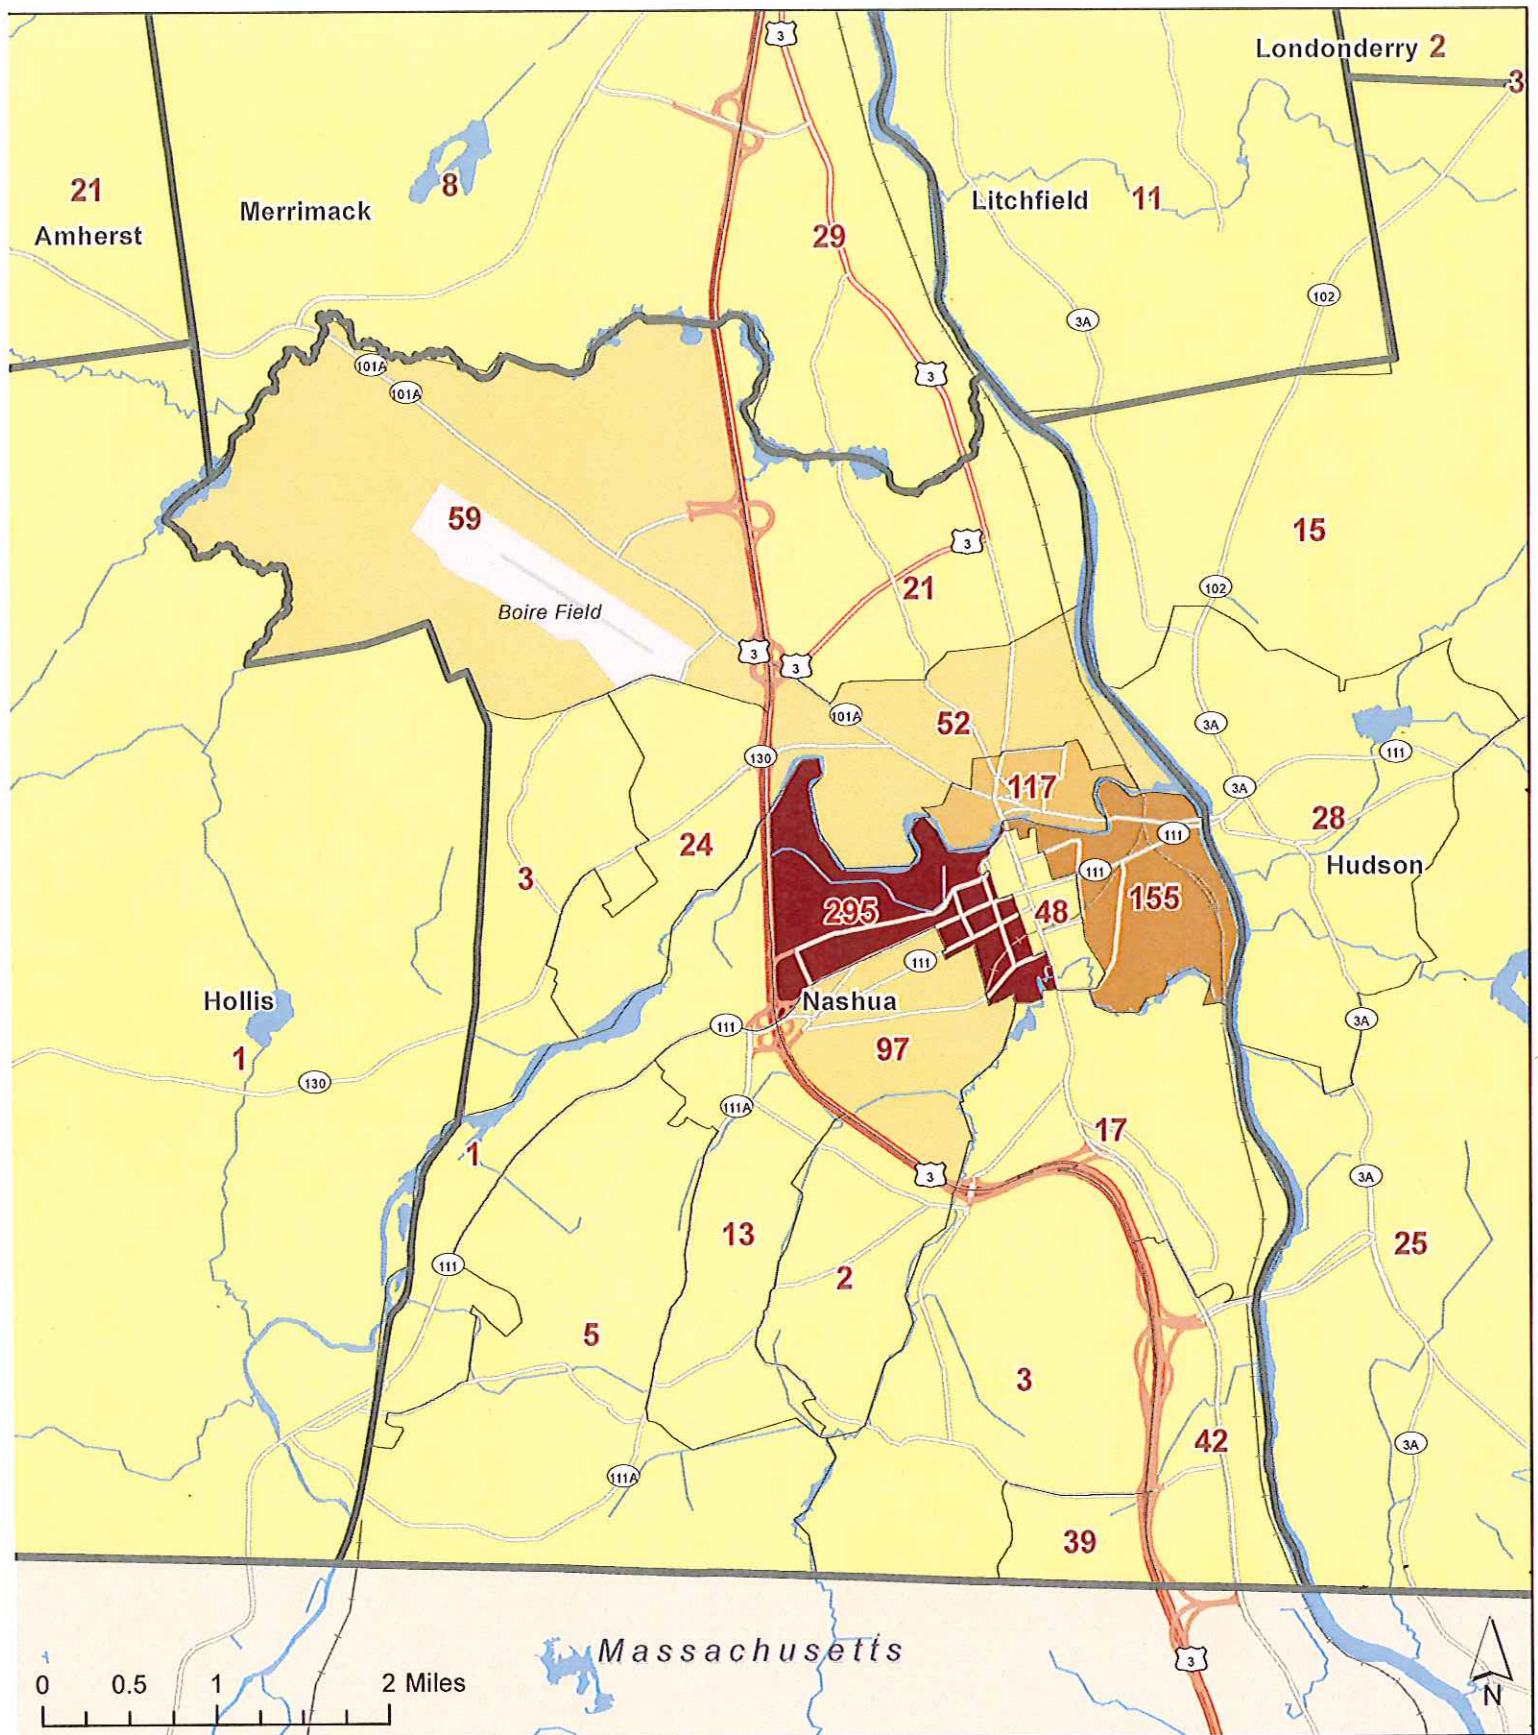 3
Londonderry 2
3
21
Amherst
Merrimack
8
Litchfield
11
29
102
3A
101A
101A
3
59
Boire Field
3
21
15
102
3
3
101A
52
3A
111
130
117
3A
111
28
Hudson
24
3
111
295
48
155
111
Nashua
Hollis
1
130
111
97
3A
111A
1
17
3
3A
13
25
2
111
5
3
42
3A
111A
39
Massachusetts
3
0 0.5 1 2 Miles
N